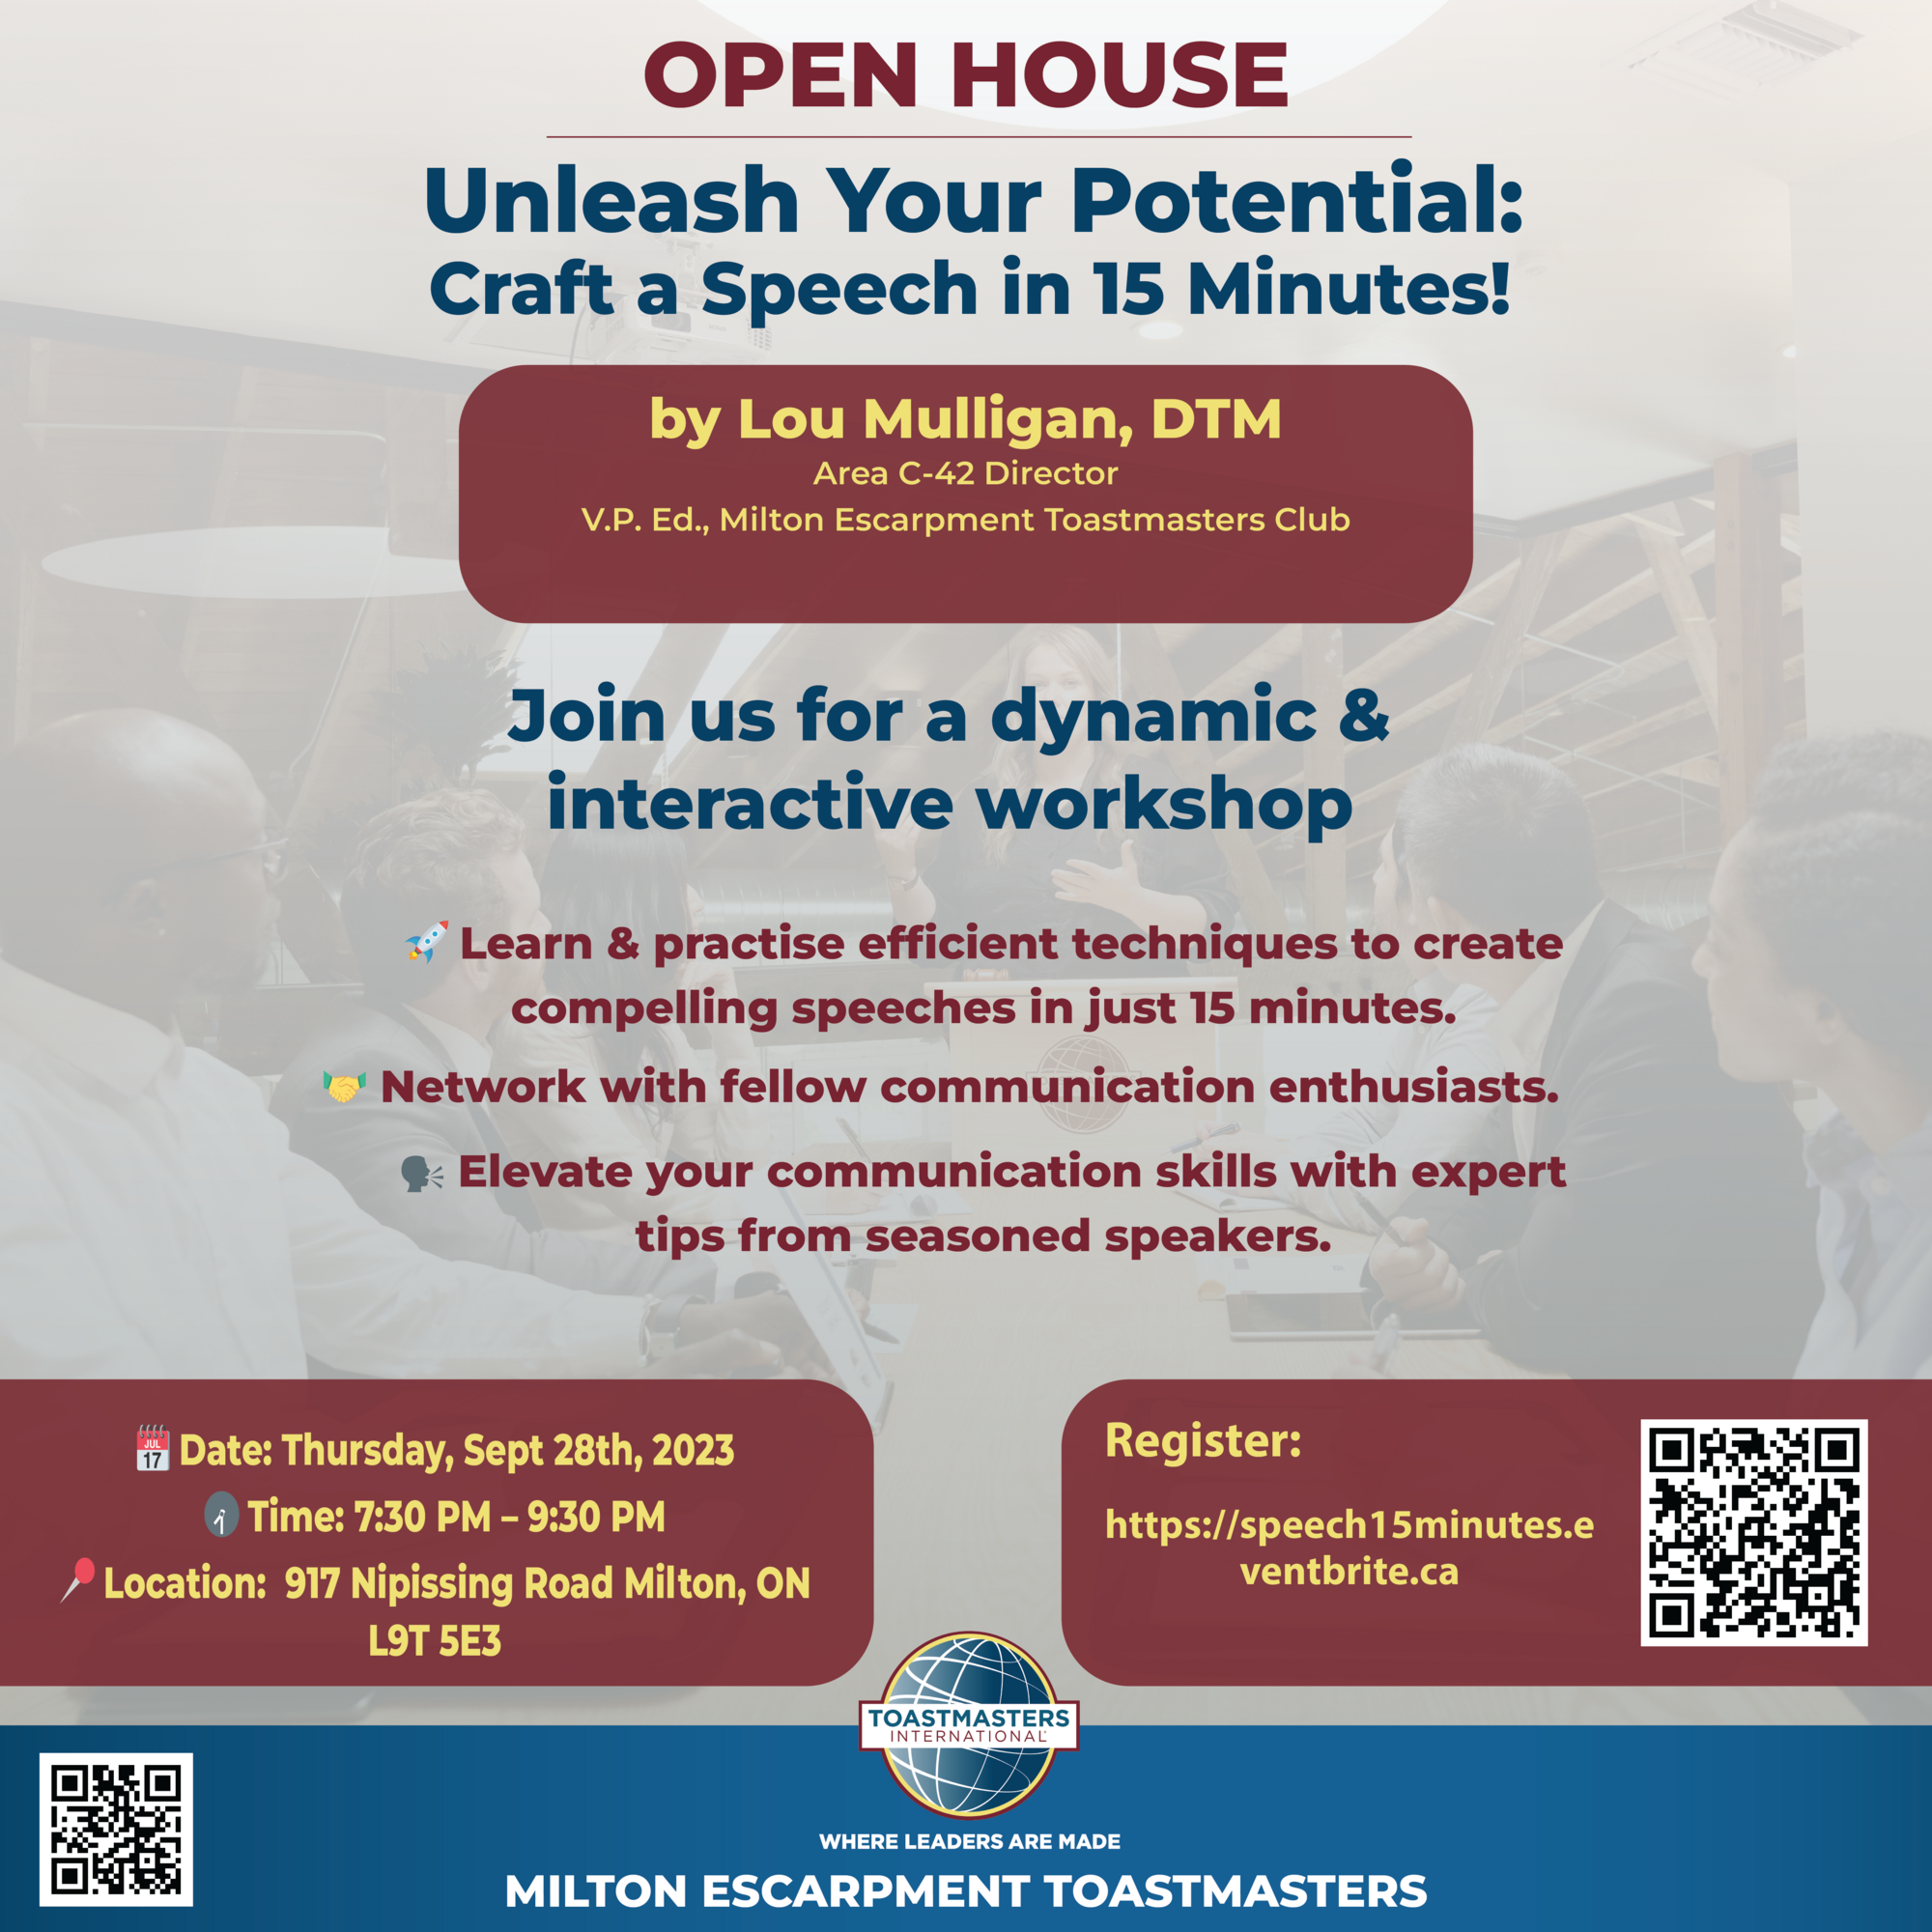 OPEN HOUSE
Unleash Your Potential:
Craft a Speech in 15 Minutes!
by Lou Mulligan, DTM
Area C-42 Director
V.P. Ed., Milton Escarpment Toastmasters Club
Join us for a dynamic &
interactive workshop
🚀 Learn & practise efficient techniques to create
compelling speeches in just 15 minutes.
🤝 Network with fellow communication enthusiasts.
🗣 Elevate your communication skills with expert
tips from seasoned speakers.
📅 Date: Thursday, Sept 28th, 2023
Time: 7:30 PM – 9:30 PM
📍 Location: 917 Nipissing Road Milton, ON
L9T 5E3
Register:
https://speech15minutes.e
ventbrite.ca
TOASTMASTERS
INTERNATIONAL
WHERE LEADERS ARE MADE
MILTON ESCARPMENT TOASTMASTERS